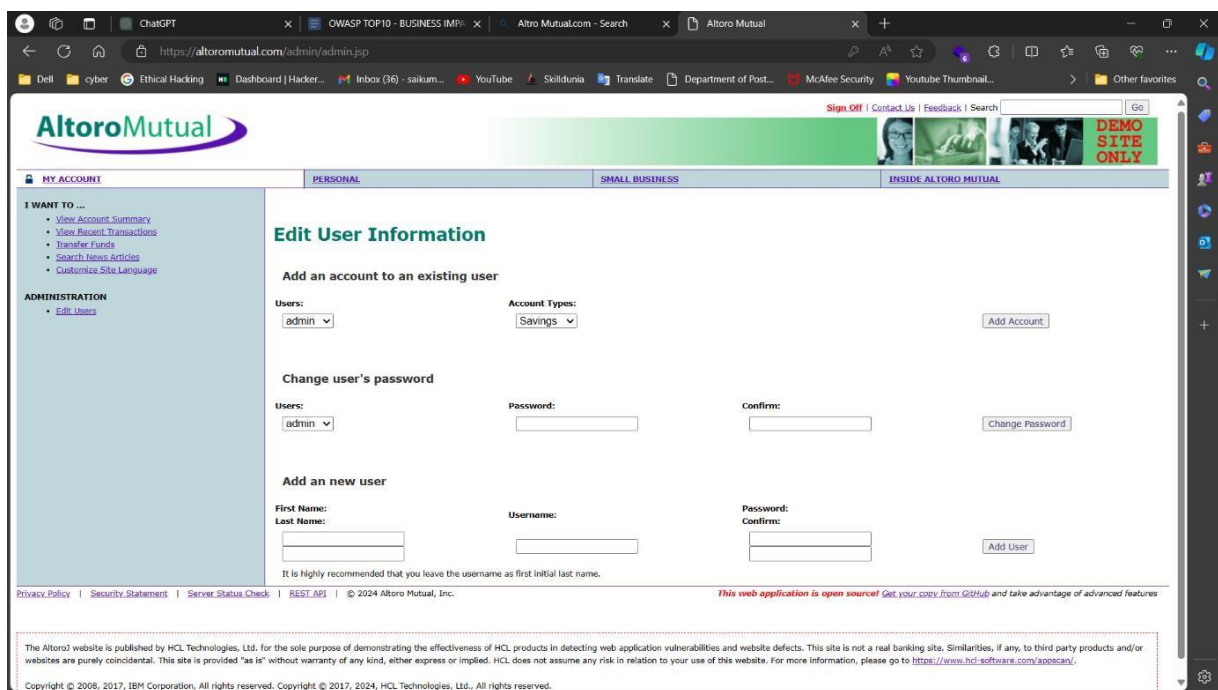 ChatGPT
OWASP TOP10 - BUSINESS IMPA
Altro Mutual.com - Search
Altoro Mutual
https://altoromutual.com/admin/admin.jsp
6
Dell cyber Ethical Hacking Dashboard | Hacker... Inbox (36) - saikum... YouTube Skilldunia Translate Department of Post... McAfee Security Youtube Thumbnail... Other favorites
Sign Off | Contact Us | Feedback | Search Go
AltoroMutual
DEMO
SITE
ONLY
MY ACCOUNT PERSONAL SMALL BUSINESS INSIDE ALTORO MUTUAL
I WANT TO ...
View Account Summary
View Recent Transactions
Transfer Funds
Search News Articles
Customize Site Language
ADMINISTRATION
Edit Users
Edit User Information
Add an account to an existing user
Users: Account Types:
admin Savings Add Account
Change user's password
Users: Password: Confirm:
admin Change Password
Add an new user
First Name:
Last Name:
Username:
Password:
Confirm:
Add User
It is highly recommended that you leave the username as first initial last name.
Privacy Policy | Security Statement | Server Status Check | REST API | © 2024 Altoro Mutual, Inc.
This web application is open source! Get your copy from GitHub and take advantage of advanced features
The AltoroJ website is published by HCL Technologies, Ltd. for the sole purpose of demonstrating the effectiveness of HCL products in detecting web application vulnerabilities and website defects. This site is not a real banking site. Similarities, if any, to third party products and/or
websites are purely coincidental. This site is provided "as is" without warranty of any kind, either express or implied. HCL does not assume any risk in relation to your use of this website. For more information, please go to https://www.hcl-software.com/appscan/.
Copyright © 2008, 2017, IBM Corporation, All rights reserved. Copyright © 2017, 2024, HCL Technologies, Ltd., All rights reserved.